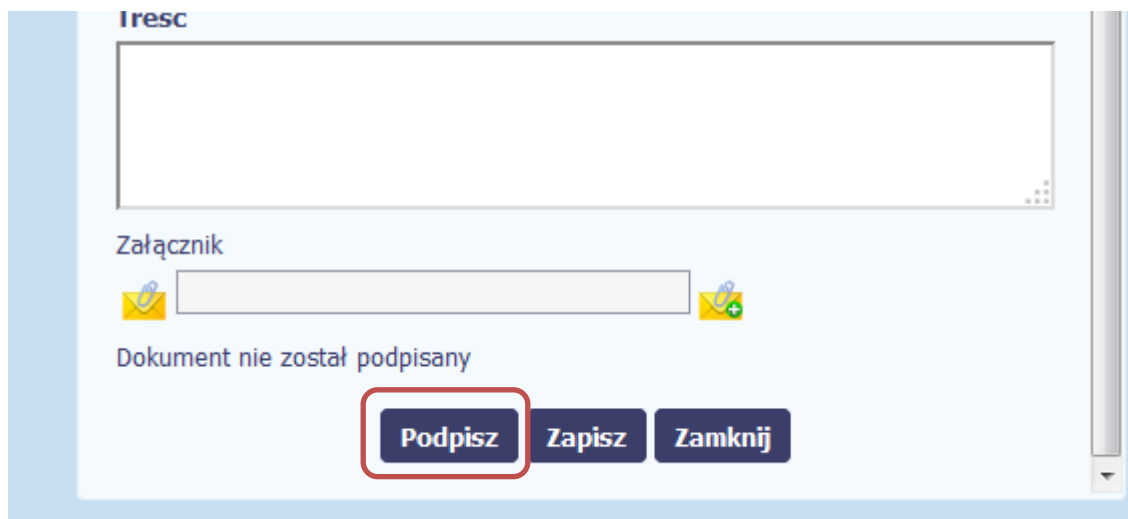 Treść
Załącznik
Dokument nie został podpisany
Podpisz Zapisz Zamknij